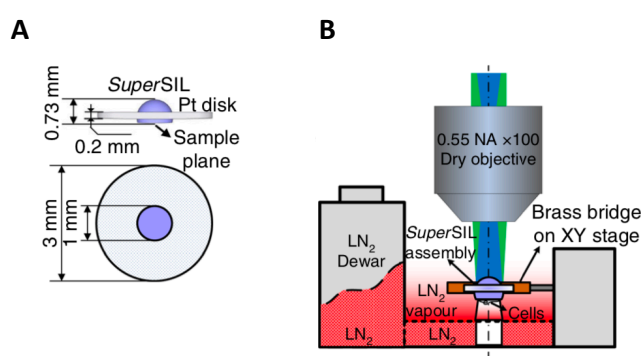 A
B
SuperSIL
Pt disk
0.73 mm
0.2 mm
Sample
plane
3 mm
1 mm
0.55 NA ×100
Dry objective
LN₂
Dewar
SuperSIL
assembly
Brass bridge
on XY stage
LN₂
vapour
Cells
LN₂
LN₂